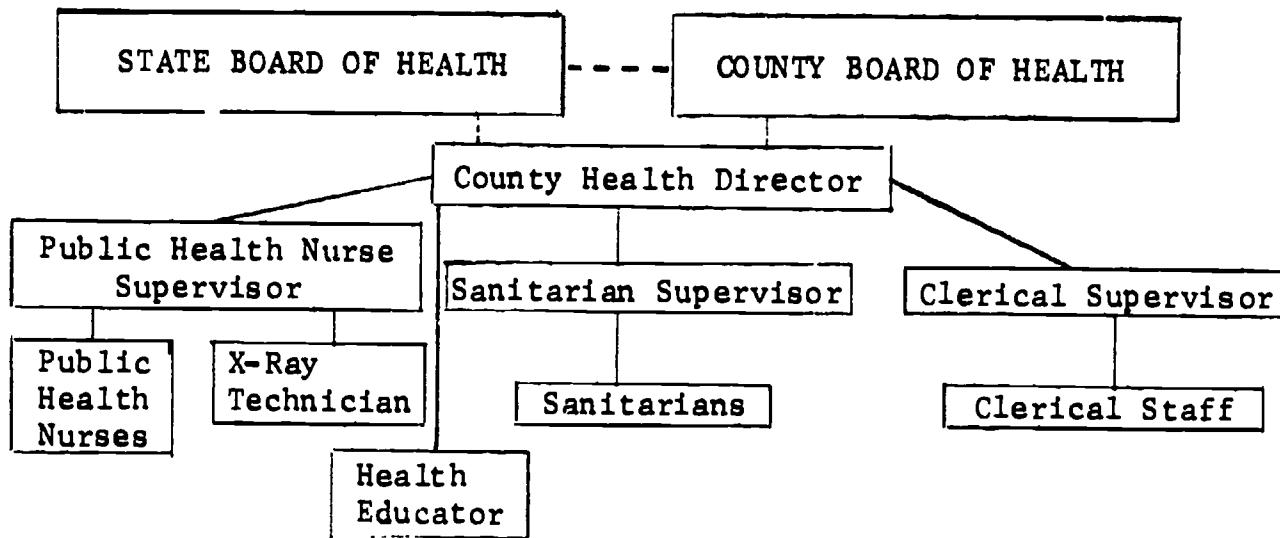 STATE BOARD OF HEALTH
COUNTY BOARD OF HEALTH
County Health Director
Public Health Nurse
Supervisor
Sanitarian Supervisor
Clerical Supervisor
Public
Health
Nurses
X-Ray
Technician
Sanitarians
Clerical Staff
Health
Educator